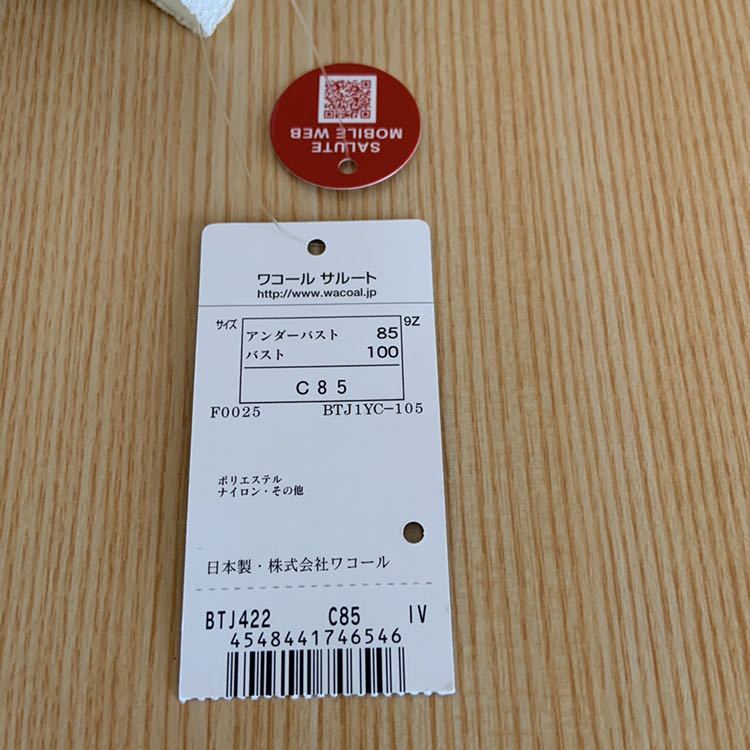 SALUTE
MOBILE WEB
ワコール サルート
http://www.wacoal.jp
サイズ
9Z
アンダーバスト 85
バスト 100
C85
F0025 BTJ1YC-105
ポリエステル
ナイロン・その他
日本製・株式会社ワコール
BTJ422 C85 IV
4548441746546